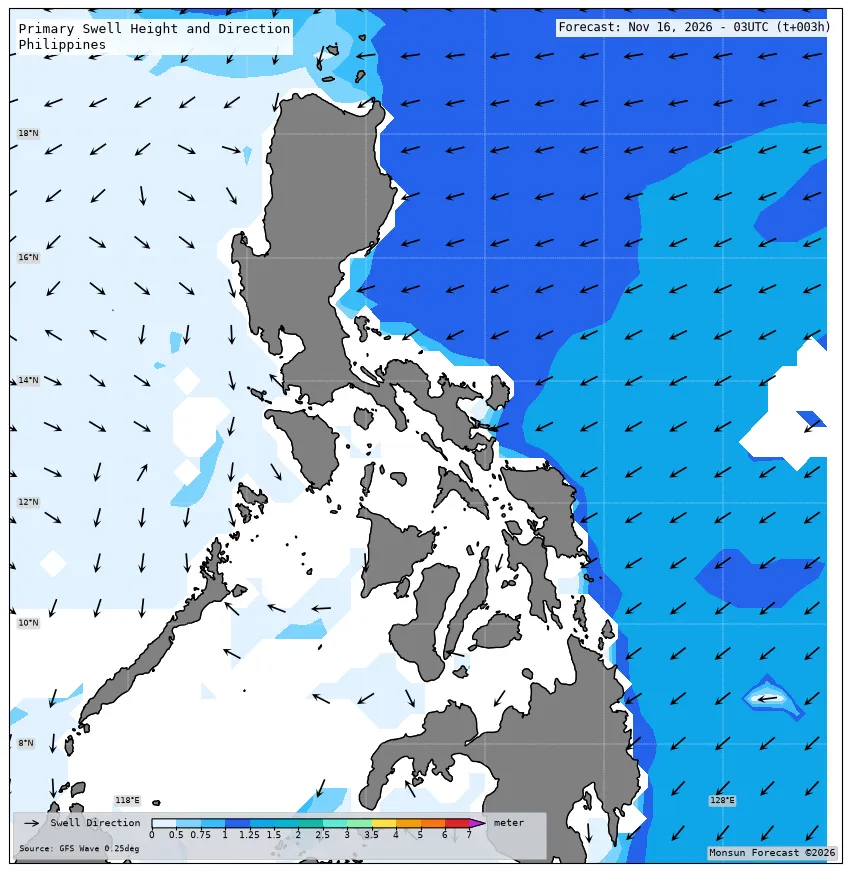 Primary Swell Height and Direction
Philippines
Forecast: Nov 16, 2026 - 03UTC (t+003h)
18°N
16°N
14°N
12°N
10°N
8°N
118°E
128°E
Swell Direction
meter
0 0.5 0.75 1 1.25 1.5 2 2.5 3 3.5 4 5 6 7
Source: GFS Wave 0.25deg
Monsun Forecast ©2026